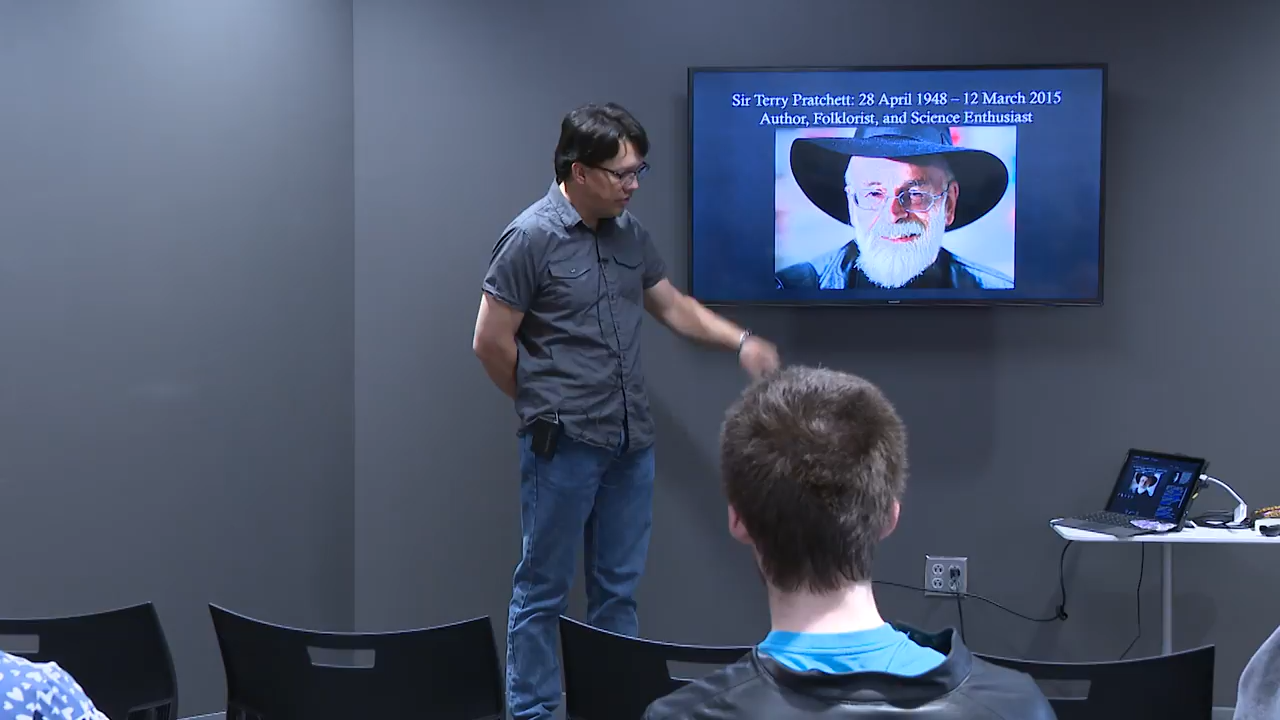 Sir Terry Pratchett: 28 April 1948 – 12 March 2015
Author, Folklorist, and Science Enthusiast